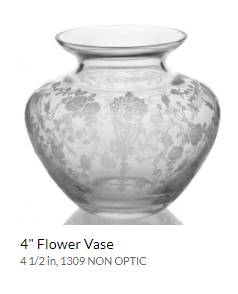 4" Flower Vase
4 1/2 in, 1309 NON OPTIC